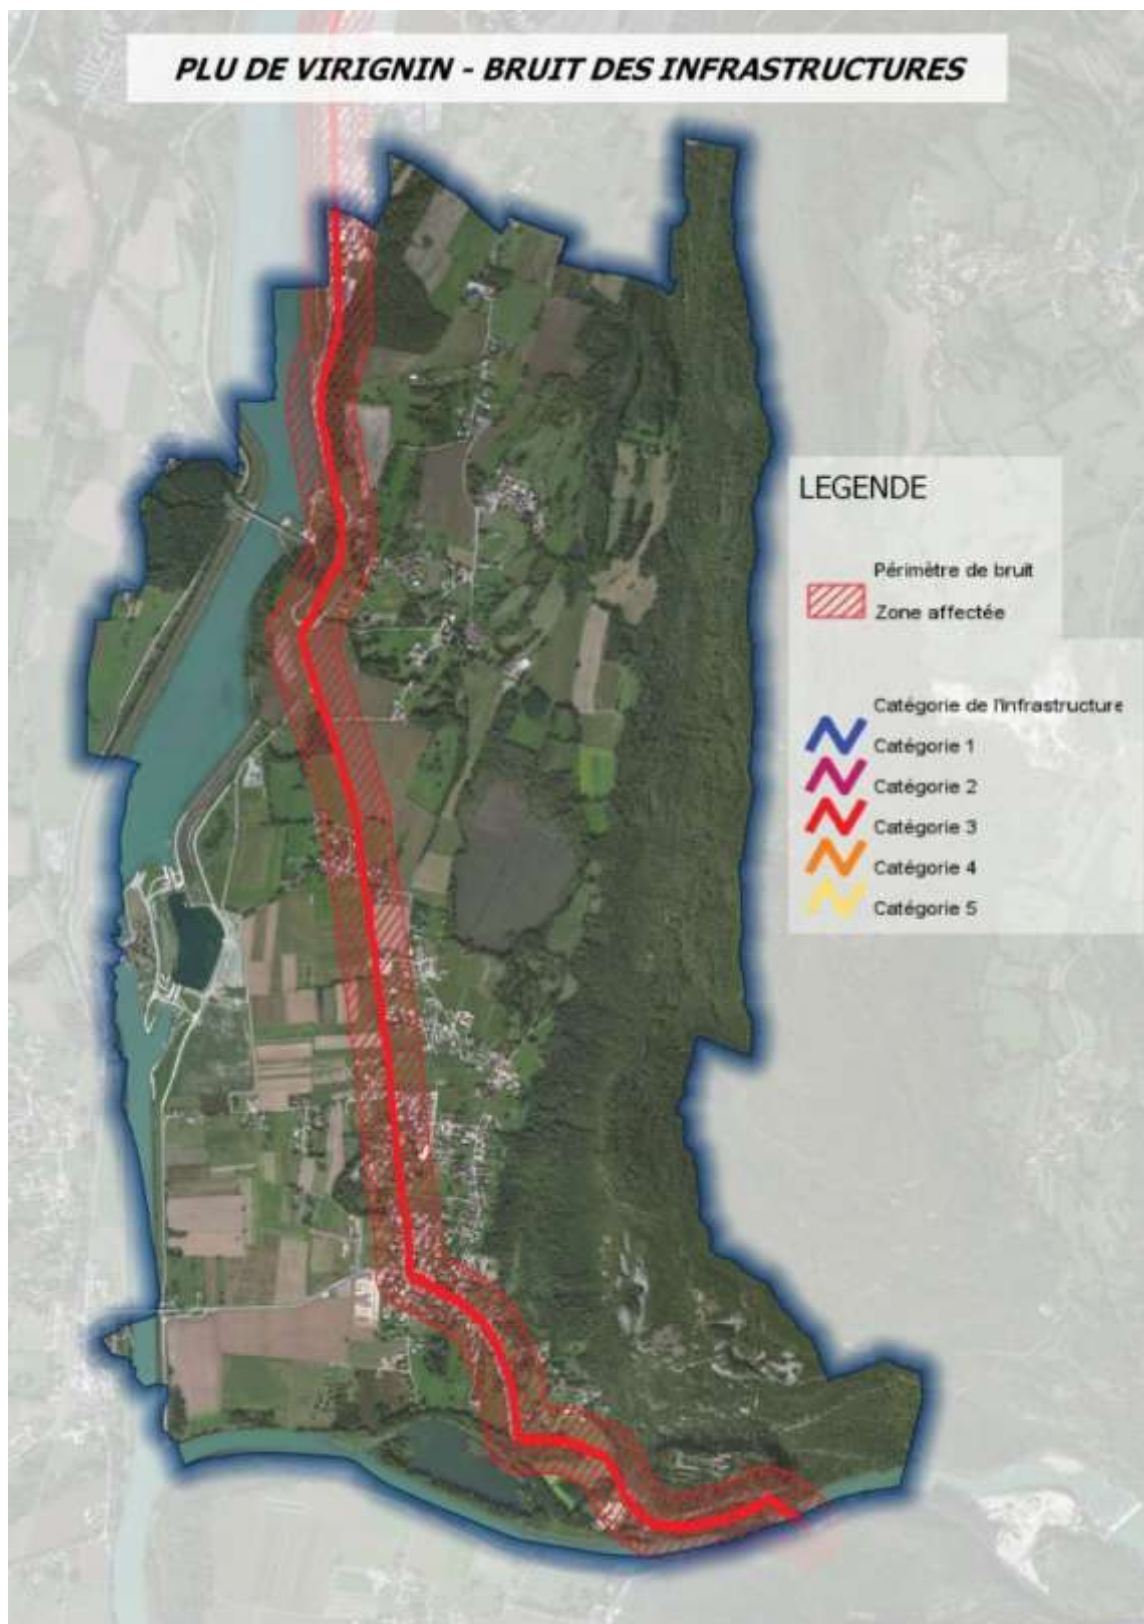 PLU DE VIRIGNIN - BRUIT DES INFRASTRUCTURES
LEGENDE
Périmètre de bruit
Zone affectée
Catégorie de l'infrastructure
Catégorie 1
Catégorie 2
Catégorie 3
Catégorie 4
Catégorie 5